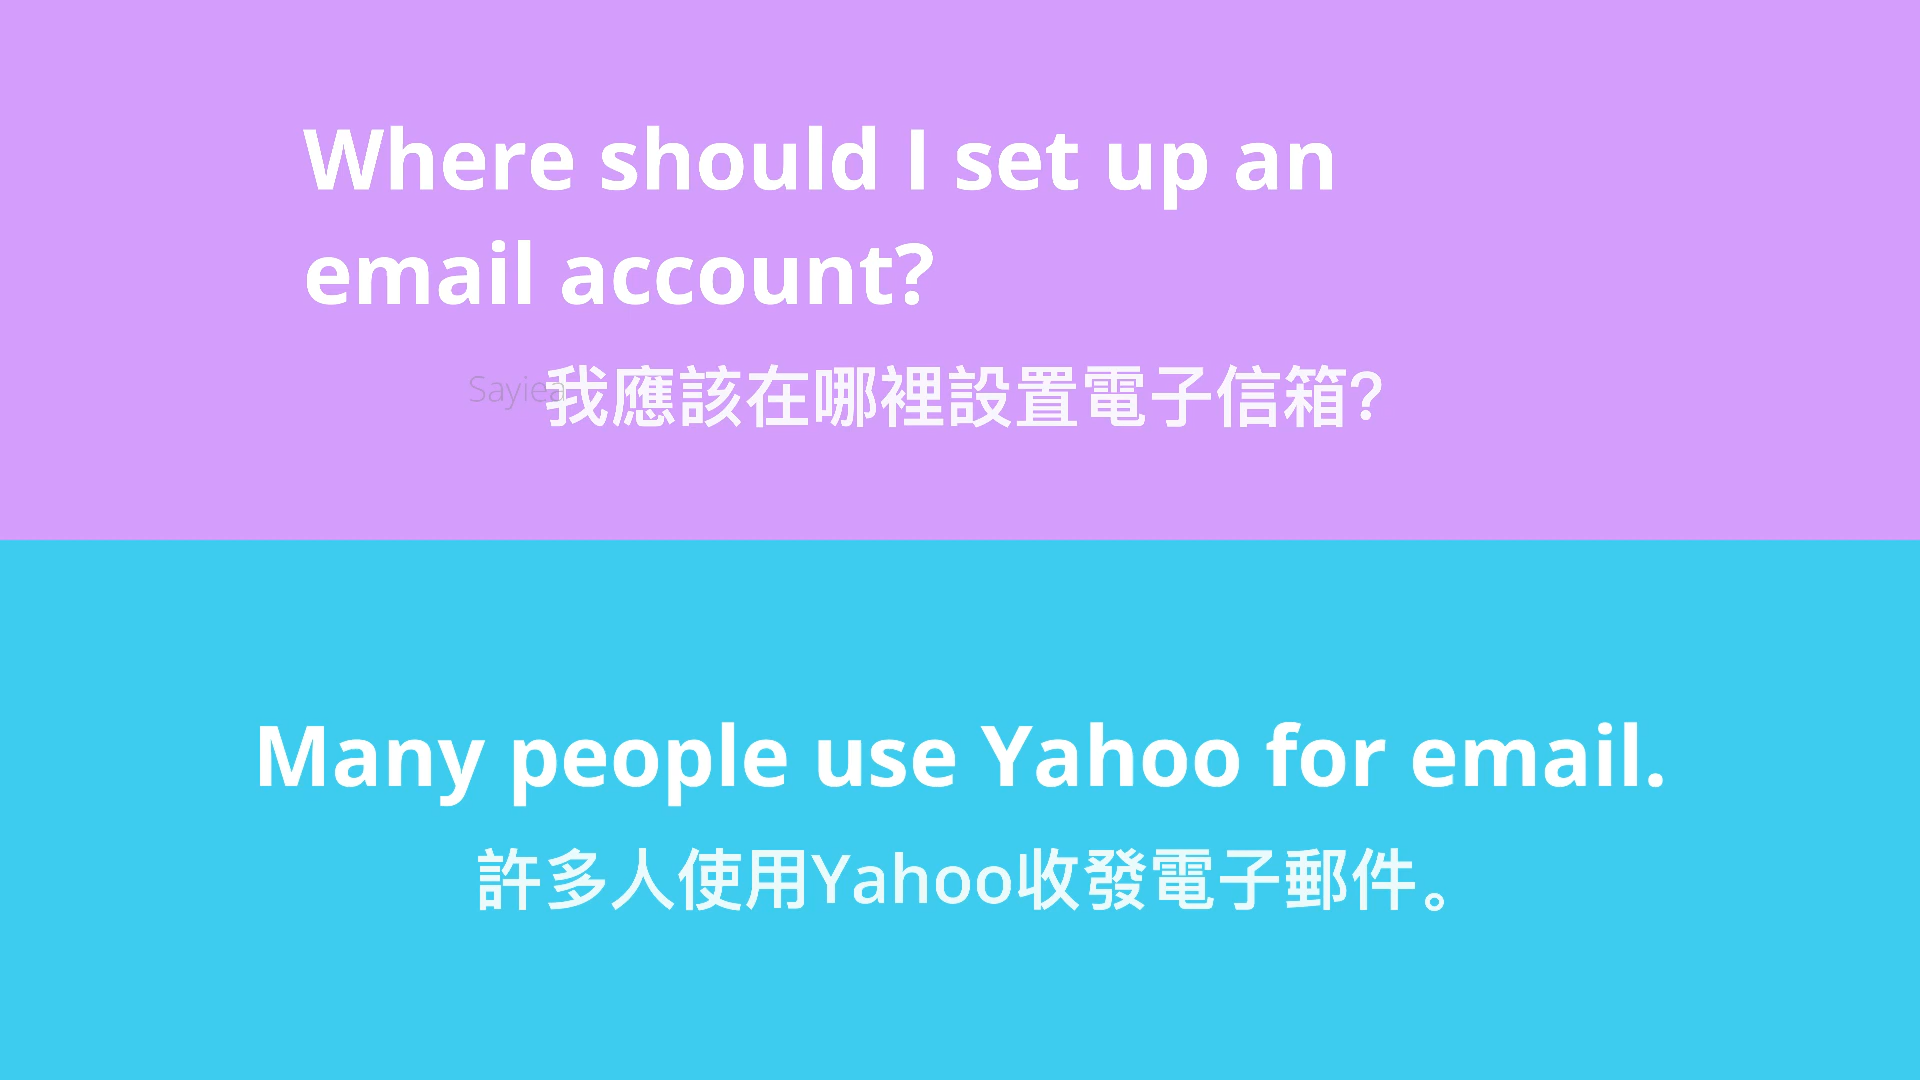 Where should I set up an
email account?
Sayiea
我應該在哪裡設置電子信箱?
Many people use Yahoo for email.
許多人使用Yahoo收發電子郵件。